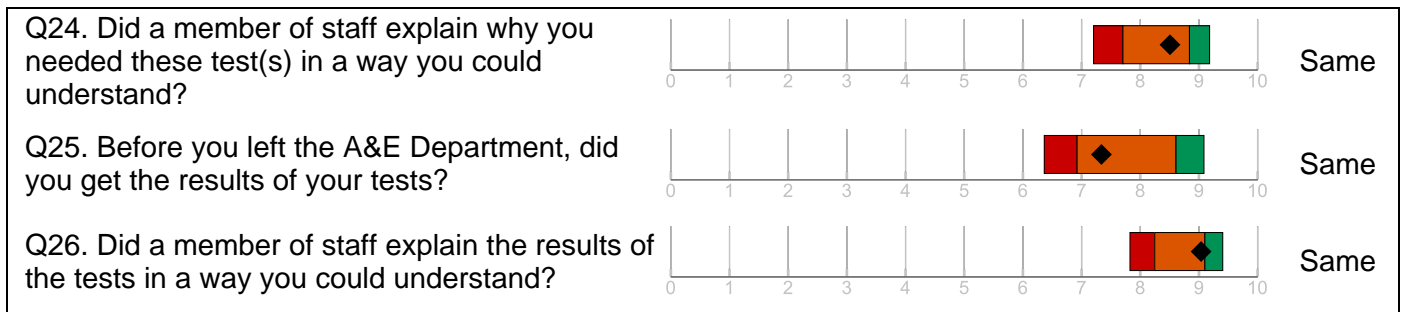 Q24. Did a member of staff explain why you
needed these test(s) in a way you could
understand?
0 1 2 3 4 5 6 7 8 9 10
Same
Q25. Before you left the A&E Department, did
you get the results of your tests?
0 1 2 3 4 5 6 7 8 9 10
Same
Q26. Did a member of staff explain the results of
the tests in a way you could understand?
0 1 2 3 4 5 6 7 8 9 10
Same